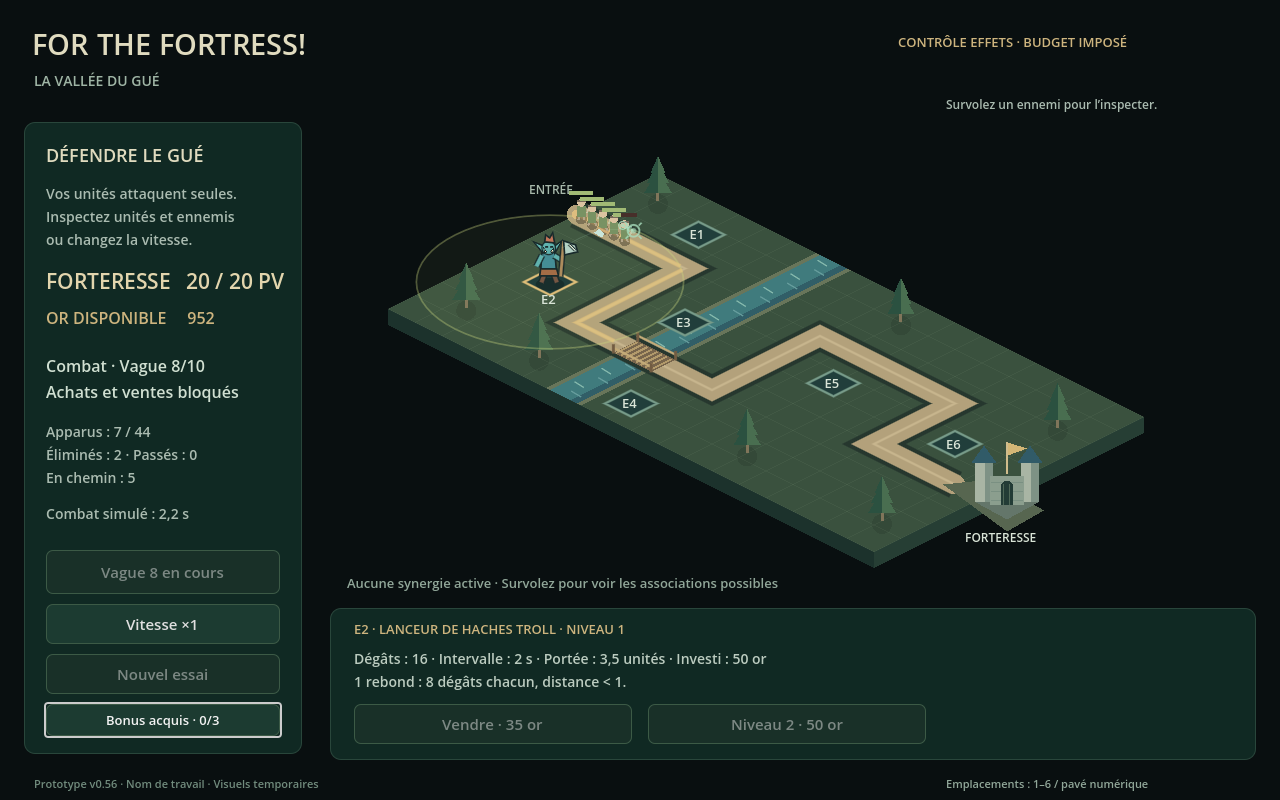 FOR THE FORTRESS!
LA VALLÉE DU GUÉ
CONTRÔLE EFFETS · BUDGET IMPOSÉ
Survolez un ennemi pour l’inspecter.
DÉFENDRE LE GUÉ
Vos unités attaquent seules.
Inspectez unités et ennemis
ou changez la vitesse.
FORTERESSE 20 / 20 PV
OR DISPONIBLE 952
Combat · Vague 8/10
Achats et ventes bloqués
Apparus : 7 / 44
Éliminés : 2 · Passés : 0
En chemin : 5
Combat simulé : 2,2 s
Vague 8 en cours
Vitesse ×1
Nouvel essai
Bonus acquis · 0/3
ENTRÉE
E1
E2
E3
E4
E5
E6
FORTERESSE
Aucune synergie active · Survolez pour voir les associations possibles
E2 · LANCEUR DE HACHES TROLL · NIVEAU 1
Dégâts : 16 · Intervalle : 2 s · Portée : 3,5 unités · Investi : 50 or
1 rebond : 8 dégâts chacun, distance < 1.
Vendre · 35 or
Niveau 2 · 50 or
Prototype v0.56 · Nom de travail · Visuels temporaires
Emplacements : 1–6 / pavé numérique